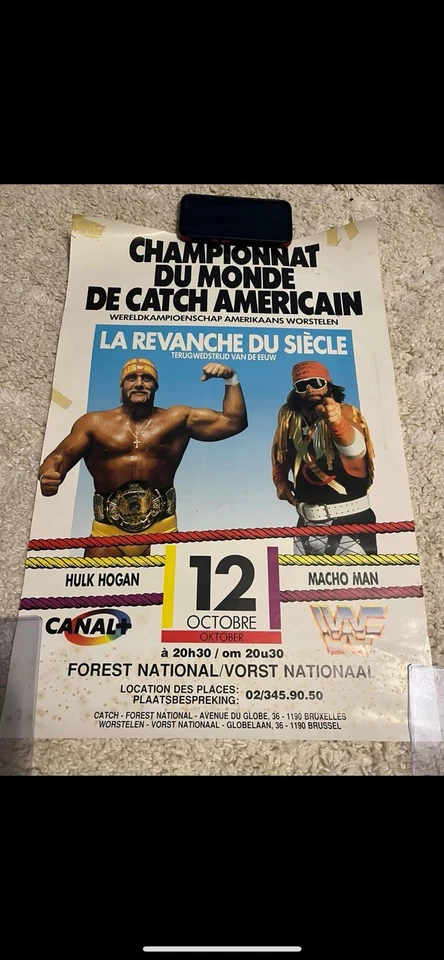 CHAMPIONNAT
DU MONDE
DE CATCH AMERICAIN
WERELDKAMPIOENSCHAP AMERIKAANS WORSTELEN
LA REVANCHE DU SIÈCLE
TERUGWEDSTRIJD VAN DE EEUW
HULK HOGAN
MACHO MAN
12
OCTOBRE
OKTOBER
CANAL+
WF
à 20h30 / om 20u30
FOREST NATIONAL/VORST NATIONAAL
LOCATION DES PLACES: 02/345.90.50
PLAATSBESPREKING:
CATCH - FOREST NATIONAL - AVENUE DU GLOBE, 36 - 1190 BRUXELLES
WORSTELEN - VORST NATIONAAL - GLOBELAAN, 36 - 1190 BRUSSEL